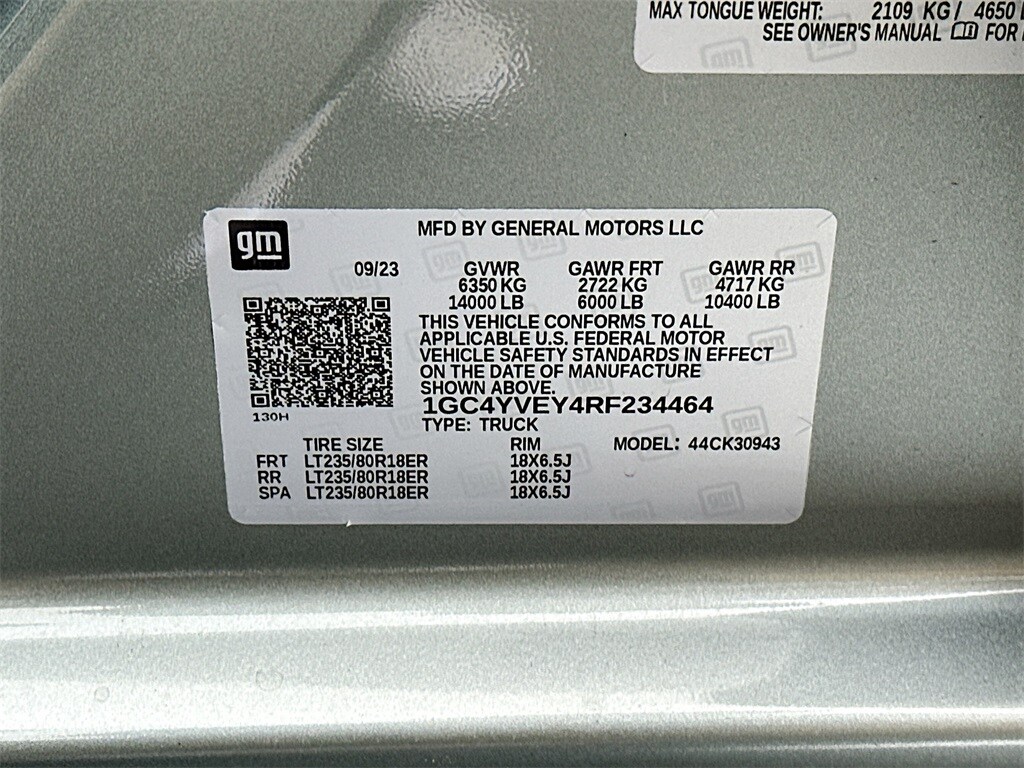 MAX TONGUE WEIGHT: 2109 KG / 4650
SEE OWNER'S MANUAL FOR
gm
MFD BY GENERAL MOTORS LLC
09/23 GVWR GAWR FRT GAWR RR
6350 KG 2722 KG 4717 KG
14000 LB 6000 LB 10400 LB
THIS VEHICLE CONFORMS TO ALL
APPLICABLE U.S. FEDERAL MOTOR
VEHICLE SAFETY STANDARDS IN EFFECT
ON THE DATE OF MANUFACTURE
SHOWN ABOVE.
130H
1GC4YVEY4RF234464
TYPE: TRUCK
TIRE SIZE RIM MODEL: 44CK30943
FRT LT235/80R18ER 18X6.5J
RR LT235/80R18ER 18X6.5J
SPA LT235/80R18ER 18X6.5J